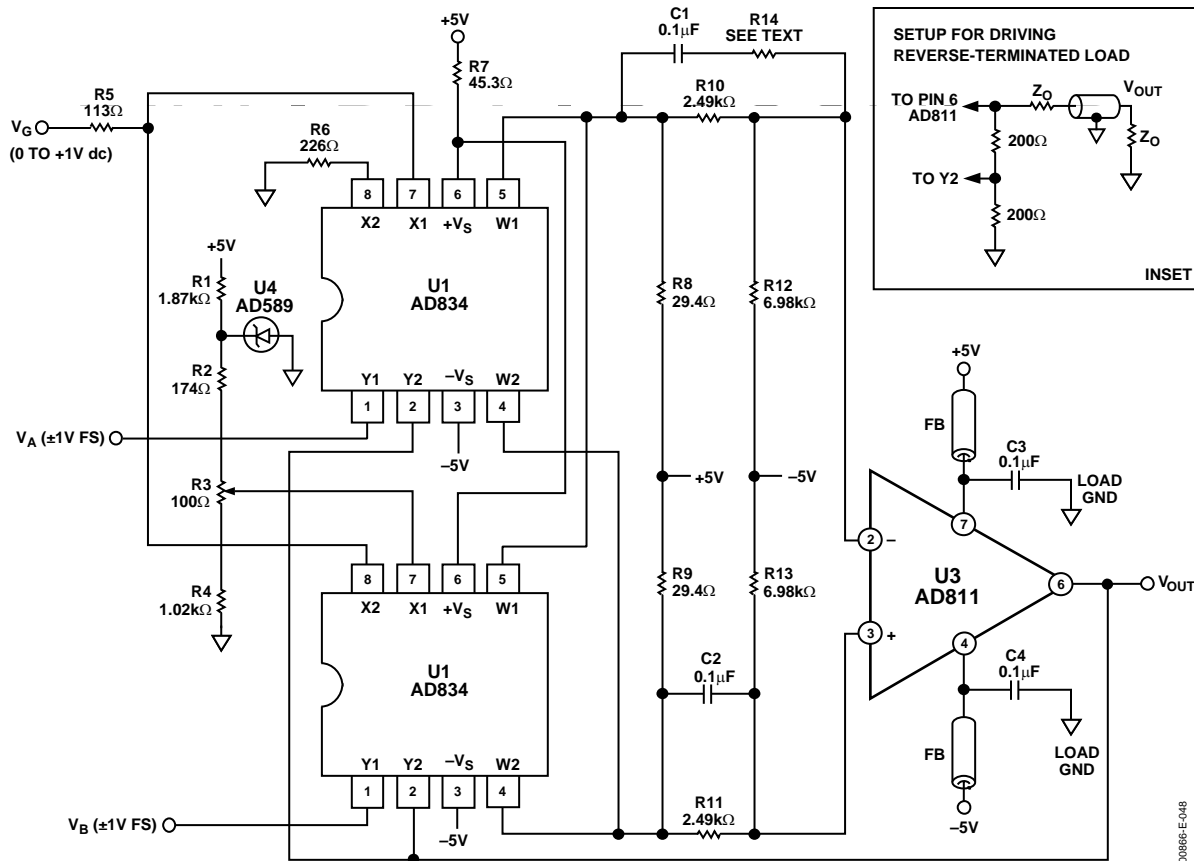 +5V
R7
45.3Ω
C1
0.1μF
R14
SEE TEXT
R10
2.49kΩ
R5
113Ω
VG
(0 TO +1V dc)
R6
226Ω
8
7
6
5
X2
X1
+VS
W1
U1
AD834
+5V
R1
1.87kΩ
U4
AD589
R2
174Ω
Y1
Y2
–VS
W2
1
2
3
4
VA (±1V FS)
–5V
R3
100Ω
R4
1.02kΩ
8
7
6
5
X2
X1
+VS
W1
U1
AD834
Y1
Y2
–VS
W2
1
2
3
4
VB (±1V FS)
–5V
R8
29.4Ω
R12
6.98kΩ
+5V
–5V
R9
29.4Ω
R13
6.98kΩ
C2
0.1μF
R11
2.49kΩ
SETUP FOR DRIVING
REVERSE-TERMINATED LOAD
TO PIN 6
AD811
ZO
VOUT
200Ω
ZO
TO Y2
200Ω
INSET
+5V
FB
C3
0.1μF
LOAD
GND
7
2
–
U3
AD811
6
VOUT
3
+
4
C4
0.1μF
LOAD
GND
FB
–5V
00866-E-048